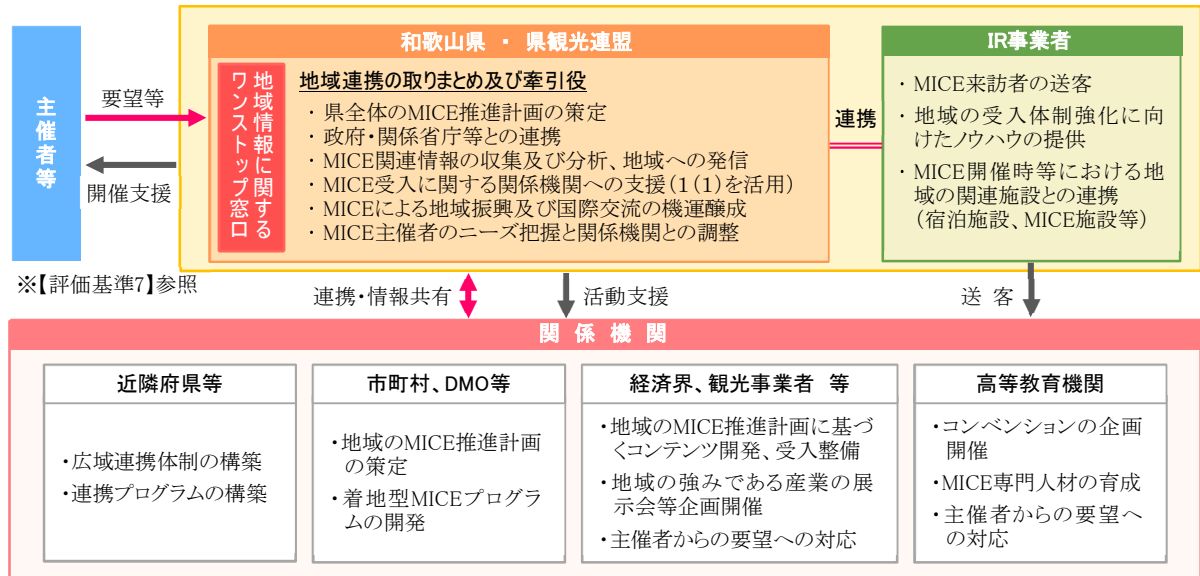 主催者等
要望等
開催支援
※【評価基準7】参照
和歌山県 ・ 県観光連盟
地域情報に関する
ワンストップ窓口
地域連携の取りまとめ及び牽引役
・ 県全体のMICE推進計画の策定
・ 政府・関係省庁等との連携
・ MICE関連情報の収集及び分析、地域への発信
・ MICE受入に関する関係機関への支援(1(1)を活用)
・ MICEによる地域振興及び国際交流の機運醸成
・ MICE主催者のニーズ把握と関係機関との調整
連携
IR事業者
・ MICE来訪者の送客
・ 地域の受入体制強化に向
けたノウハウの提供
・ MICE開催時等における地
域の関連施設との連携
(宿泊施設、MICE施設等)
連携・情報共有
活動支援
送 客
関 係 機 関
近隣府県等
・広域連携体制の構築
・連携プログラムの構築
市町村、DMO等
・地域のMICE推進計画
の策定
・着地型MICEプログラ
ムの開発
経済界、観光事業者 等
・地域のMICE推進計画に基づ
くコンテンツ開発、受入整備
・地域の強みである産業の展
示会等企画開催
・主催者からの要望への対応
高等教育機関
・コンベンションの企画
開催
・MICE専門人材の育成
・主催者からの要望へ
の対応